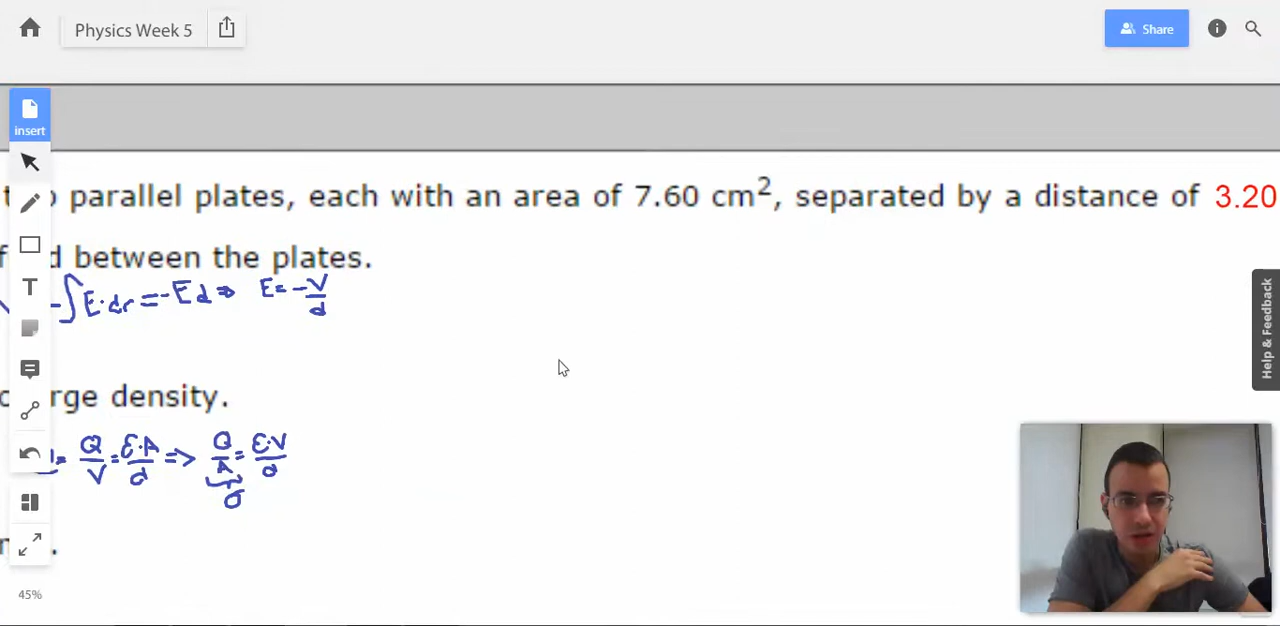 Physics Week 5
Share
insert
parallel plates, each with an area of 7.60 cm², separated by a distance of 3.20
between the plates.
-∫E·dr = -Ed ⇒ E = -V/d
rge density.
= Q/V = ε·A/d => Q/A = ε·V/d
σ
T
45%
Help & Feedback